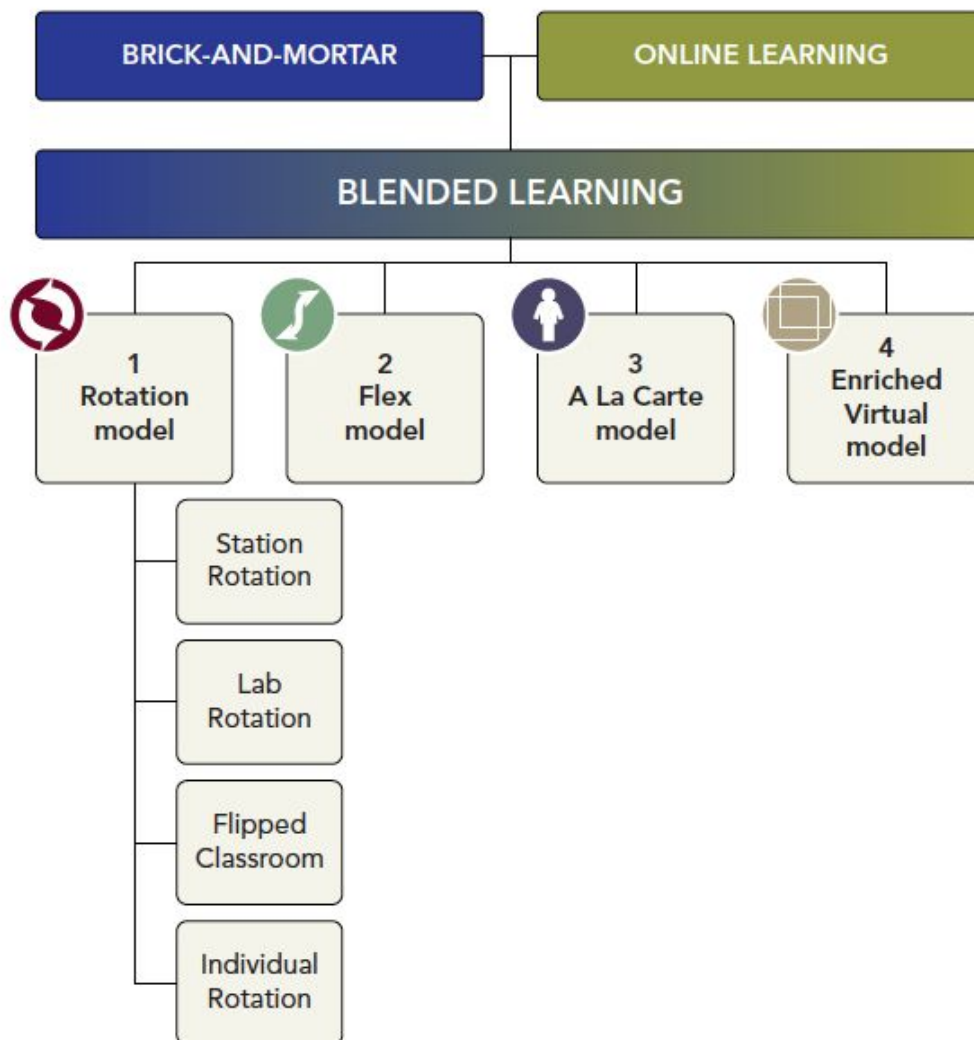 BRICK-AND-MORTAR
ONLINE LEARNING
BLENDED LEARNING
1
Rotation
model
2
Flex
model
3
A La Carte
model
4
Enriched
Virtual
model
Station
Rotation
Lab
Rotation
Flipped
Classroom
Individual
Rotation